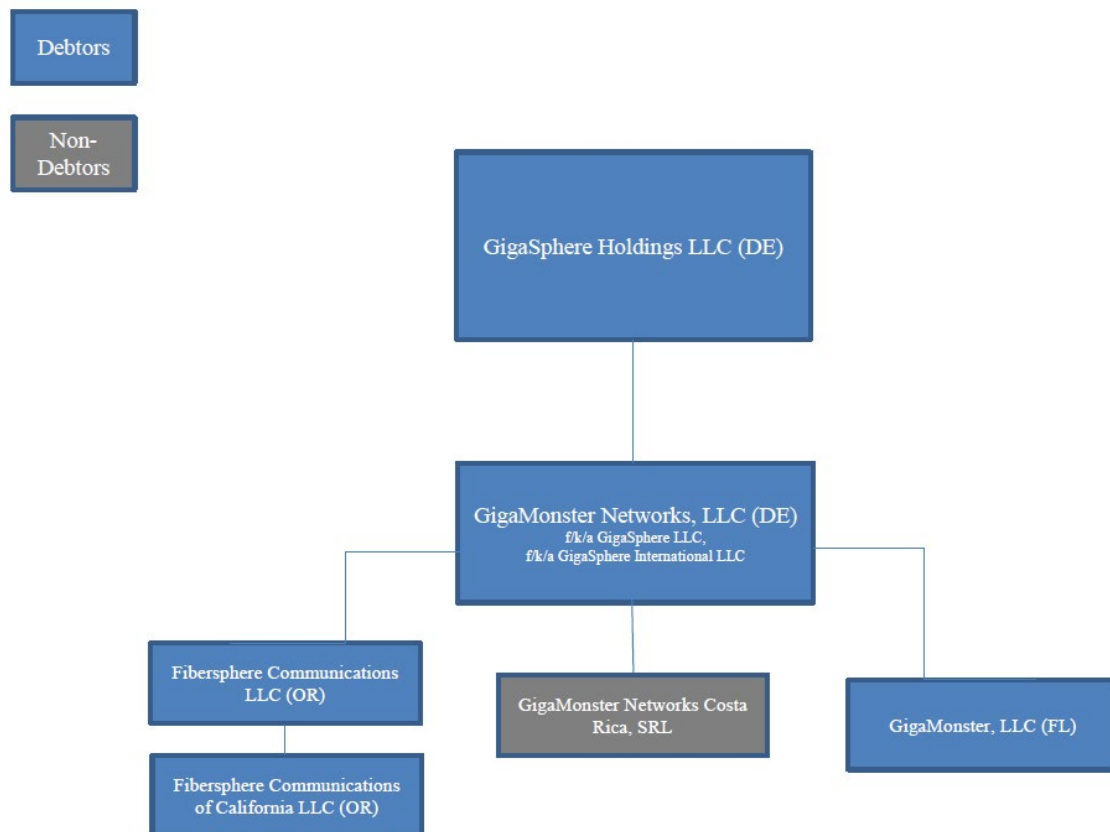 Debtors
Non-
Debtors
GigaSphere Holdings LLC (DE)
GigaMonster Networks, LLC (DE)
f/k/a GigaSphere LLC,
f/k/a GigaSphere International LLC
Fibersphere Communications
LLC (OR)
GigaMonster Networks Costa
Rica, SRL
GigaMonster, LLC (FL)
Fibersphere Communications
of California LLC (OR)